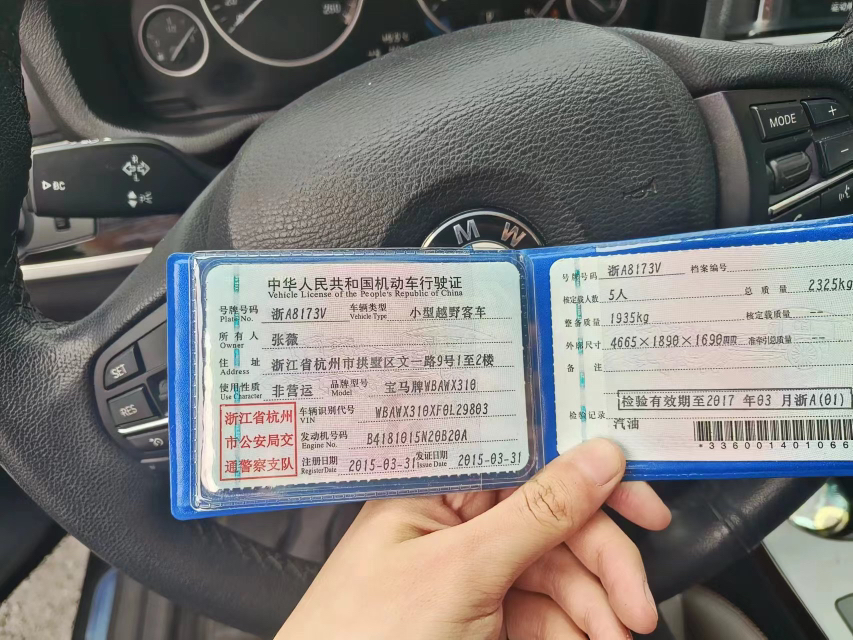 中华人民共和国机动车行驶证
Vehicle License of the People's Republic of China
号牌号码 浙A8173V 车辆类型 小型越野客车
Plate No. Vehicle Type
所有人 张薇
Owner
住址 浙江省杭州市拱墅区文一路9号1至2楼
Address
使用性质 非营运 品牌型号 宝马牌WBAWX310
Use Character Model
浙江省杭州
市公安局交
通警察支队
车辆识别代号 WBAWX310XF0L29803
VIN
发动机号码 B4181015N20B20A
Engine No.
注册日期 2015-03-31 发证日期 2015-03-31
Register Date Issue Date
号牌号码 浙A8173V 档案编号
核定载人数 5人 总质量 2325kg
整备质量 1935kg 核定载质量 --
外廓尺寸 4665×1890×1690mm 准牵引总质量 --
备注
检验有效期至2017 年03 月浙A(01)
检验记录
汽油
*336001401066
BMW
MODE
+
-
BC
SET
RES